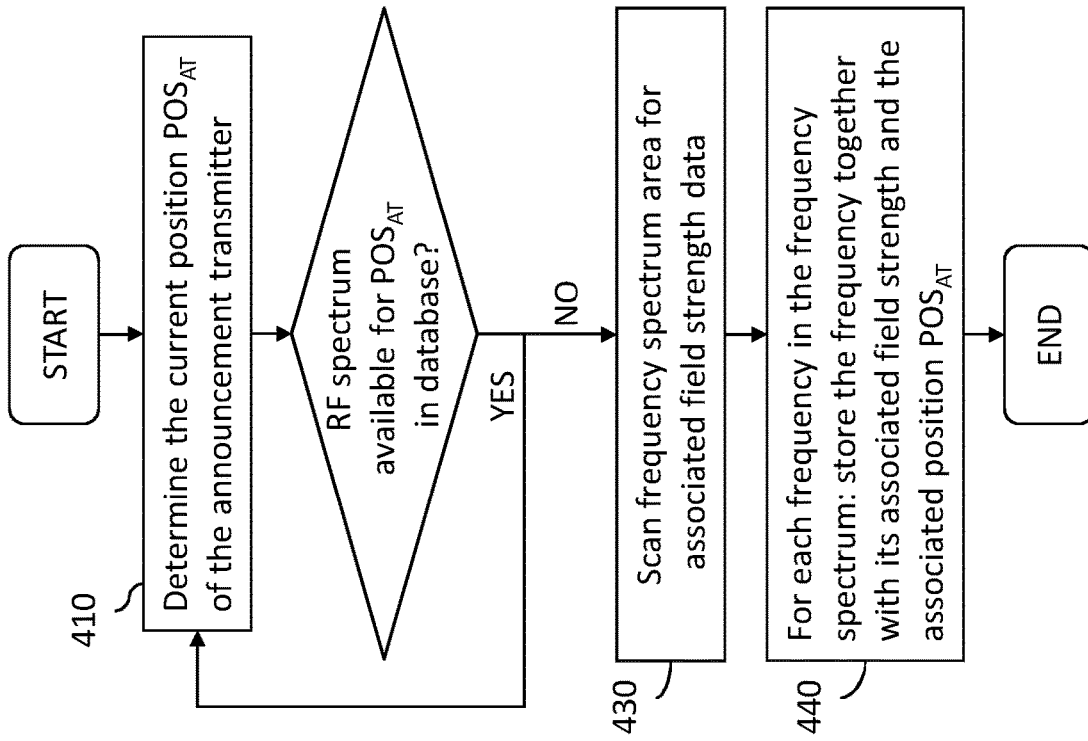 START
410
Determine the current position POS_AT
of the announcement transmitter
RF spectrum
available for POS_AT
in database?
YES
NO
430
Scan frequency spectrum area for
associated field strength data
440
For each frequency in the frequency
spectrum: store the frequency together
with its associated field strength and the
associated position POS_AT
END